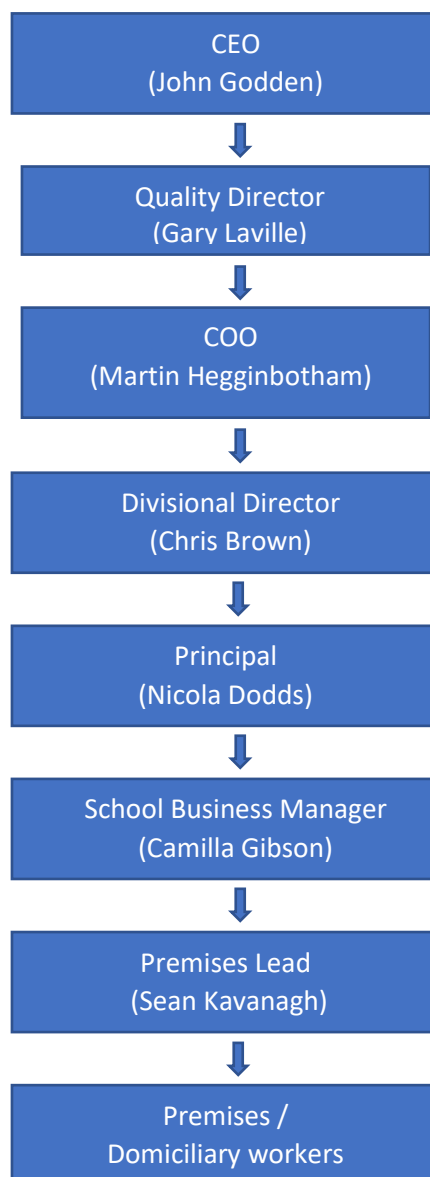 CEO
(John Godden)
Quality Director
(Gary Laville)
COO
(Martin Hegginbotham)
Divisional Director
(Chris Brown)
Principal
(Nicola Dodds)
School Business Manager
(Camilla Gibson)
Premises Lead
(Sean Kavanagh)
Premises /
Domiciliary workers